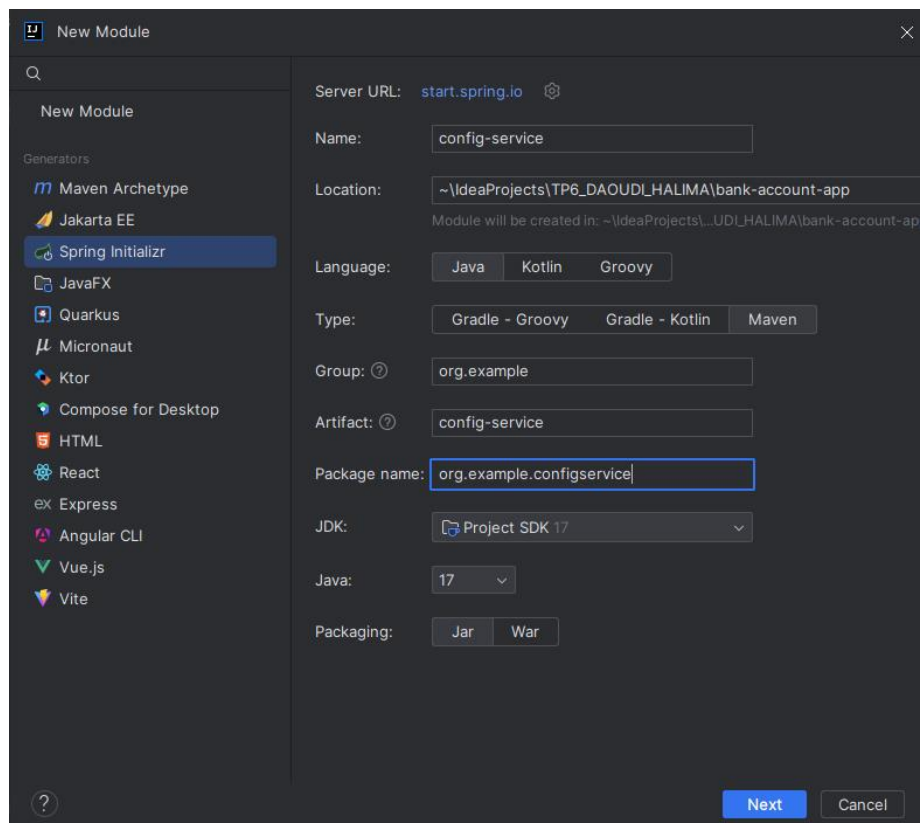 New Module
New Module
Generators
Maven Archetype
Jakarta EE
Spring Initializr
JavaFX
Quarkus
Micronaut
Ktor
Compose for Desktop
HTML
React
ex Express
Angular CLI
Vue.js
Vite
Server URL: start.spring.io
Name: config-service
Location: ~\IdeaProjects\TP6_DAOUDI_HALIMA\bank-account-app
Module will be created in: ~\IdeaProjects\...UDI_HALIMA\bank-account-ap
Language: Java Kotlin Groovy
Type: Gradle - Groovy Gradle - Kotlin Maven
Group: ? org.example
Artifact: ? config-service
Package name: org.example.configservice
JDK: Project SDK 17
Java: 17
Packaging: Jar War
? Next Cancel